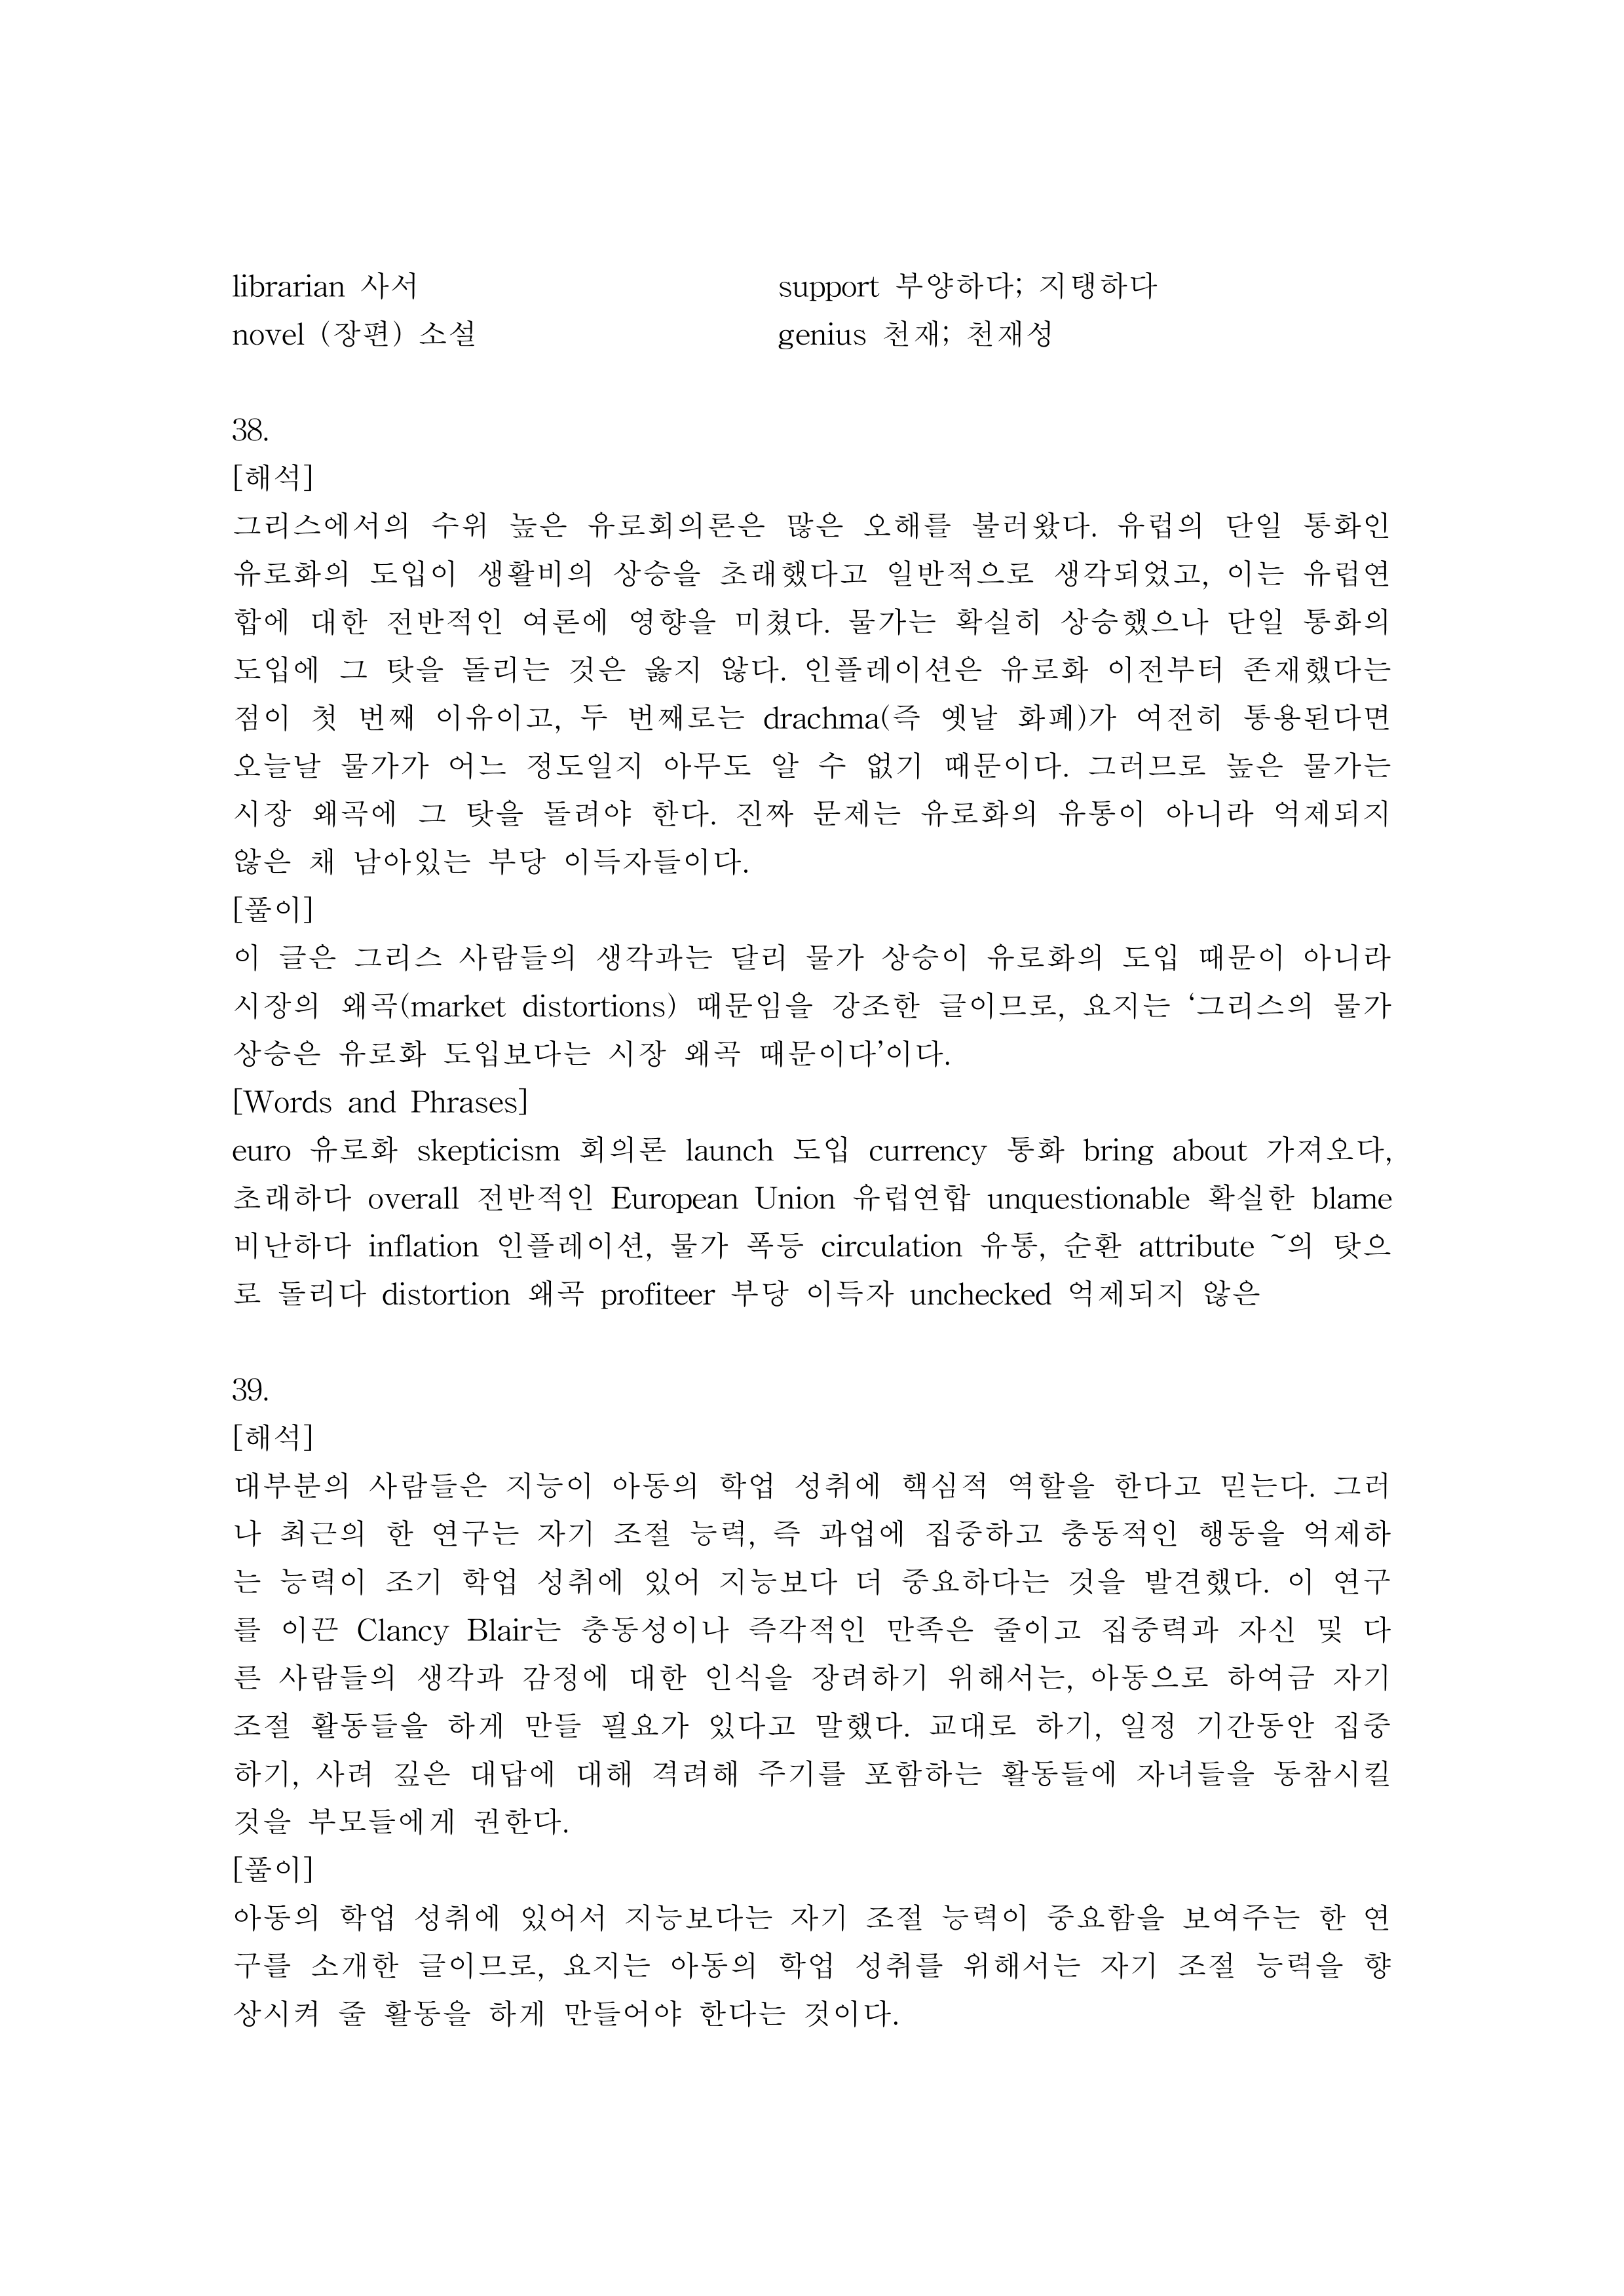 librarian 사서 support 부양하다; 지탱하다
novel (장편) 소설 genius 천재; 천재성
38.
[해석]
그리스에서의 수위 높은 유로회의론은 많은 오해를 불러왔다. 유럽의 단일 통화인
유로화의 도입이 생활비의 상승을 초래했다고 일반적으로 생각되었고, 이는 유럽연
합에 대한 전반적인 여론에 영향을 미쳤다. 물가는 확실히 상승했으나 단일 통화의
도입에 그 탓을 돌리는 것은 옳지 않다. 인플레이션은 유로화 이전부터 존재했다는
점이 첫 번째 이유이고, 두 번째로는 drachma(즉 옛날 화폐)가 여전히 통용된다면
오늘날 물가가 어느 정도일지 아무도 알 수 없기 때문이다. 그러므로 높은 물가는
시장 왜곡에 그 탓을 돌려야 한다. 진짜 문제는 유로화의 유통이 아니라 억제되지
않은 채 남아있는 부당 이득자들이다.
[풀이]
이 글은 그리스 사람들의 생각과는 달리 물가 상승이 유로화의 도입 때문이 아니라
시장의 왜곡(market distortions) 때문임을 강조한 글이므로, 요지는 ‘그리스의 물가
상승은 유로화 도입보다는 시장 왜곡 때문이다’이다.
[Words and Phrases]
euro 유로화 skepticism 회의론 launch 도입 currency 통화 bring about 가져오다,
초래하다 overall 전반적인 European Union 유럽연합 unquestionable 확실한 blame
비난하다 inflation 인플레이션, 물가 폭등 circulation 유통, 순환 attribute ~의 탓으
로 돌리다 distortion 왜곡 profiteer 부당 이득자 unchecked 억제되지 않은
39.
[해석]
대부분의 사람들은 지능이 아동의 학업 성취에 핵심적 역할을 한다고 믿는다. 그러
나 최근의 한 연구는 자기 조절 능력, 즉 과업에 집중하고 충동적인 행동을 억제하
는 능력이 조기 학업 성취에 있어 지능보다 더 중요하다는 것을 발견했다. 이 연구
를 이끈 Clancy Blair는 충동성이나 즉각적인 만족은 줄이고 집중력과 자신 및 다
른 사람들의 생각과 감정에 대한 인식을 장려하기 위해서는, 아동으로 하여금 자기
조절 활동들을 하게 만들 필요가 있다고 말했다. 교대로 하기, 일정 기간동안 집중
하기, 사려 깊은 대답에 대해 격려해 주기를 포함하는 활동들에 자녀들을 동참시킬
것을 부모들에게 권한다.
[풀이]
아동의 학업 성취에 있어서 지능보다는 자기 조절 능력이 중요함을 보여주는 한 연
구를 소개한 글이므로, 요지는 아동의 학업 성취를 위해서는 자기 조절 능력을 향
상시켜 줄 활동을 하게 만들어야 한다는 것이다.